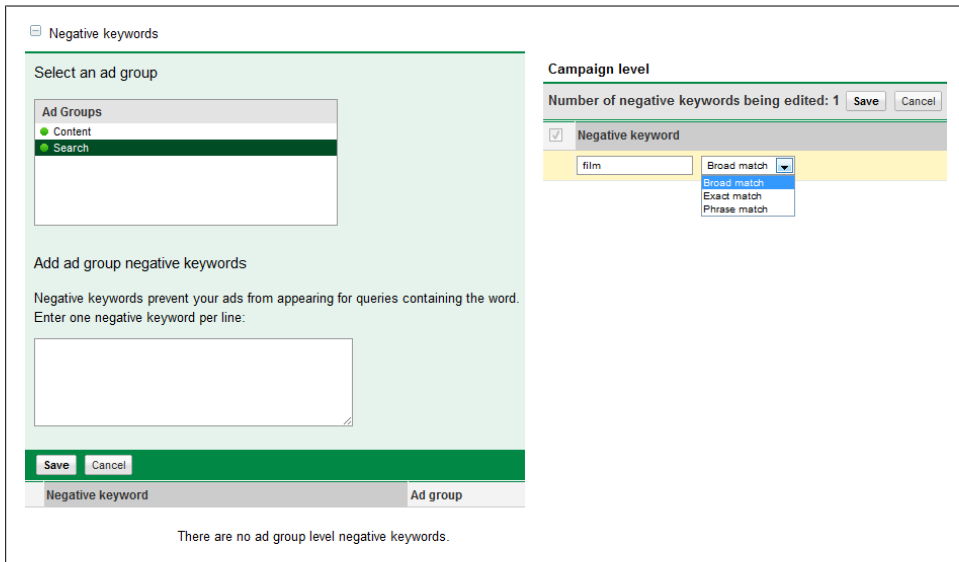 Negative keywords
Select an ad group
Ad Groups
Content
Search
Add ad group negative keywords
Negative keywords prevent your ads from appearing for queries containing the word.
Enter one negative keyword per line:
Save Cancel
Negative keyword Ad group
There are no ad group level negative keywords.
Campaign level
Number of negative keywords being edited: 1 Save Cancel
Negative keyword
film Broad match
Broad match
Exact match
Phrase match